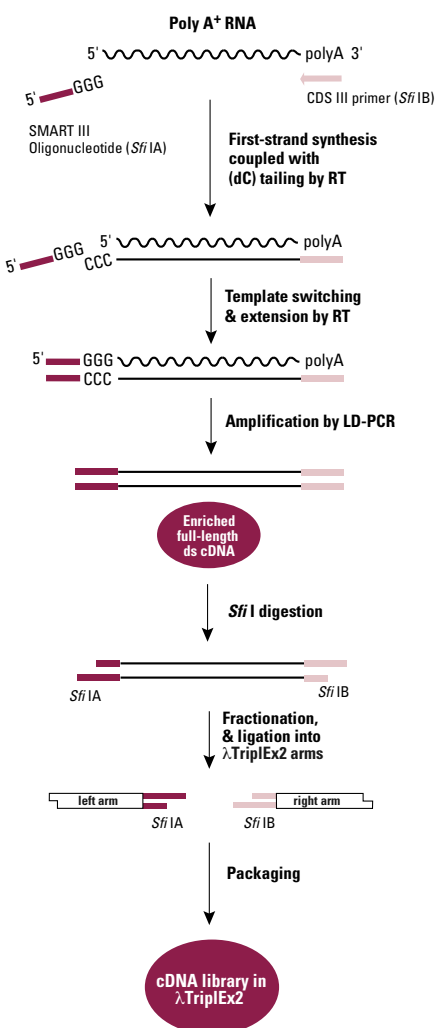 Poly A+ RNA
5' polyA 3'
5' GGG
CDS III primer (Sfi IB)
SMART III
Oligonucleotide (Sfi IA)
First-strand synthesis
coupled with
(dC) tailing by RT
5' polyA
5' GGG CCC
Template switching
& extension by RT
5' GGG polyA
CCC
Amplification by LD-PCR
Enriched
full-length
ds cDNA
Sfi I digestion
Sfi IA Sfi IB
Fractionation,
& ligation into
λTriplEx2 arms
left arm right arm
Sfi IA Sfi IB
Packaging
cDNA library in
λTriplEx2